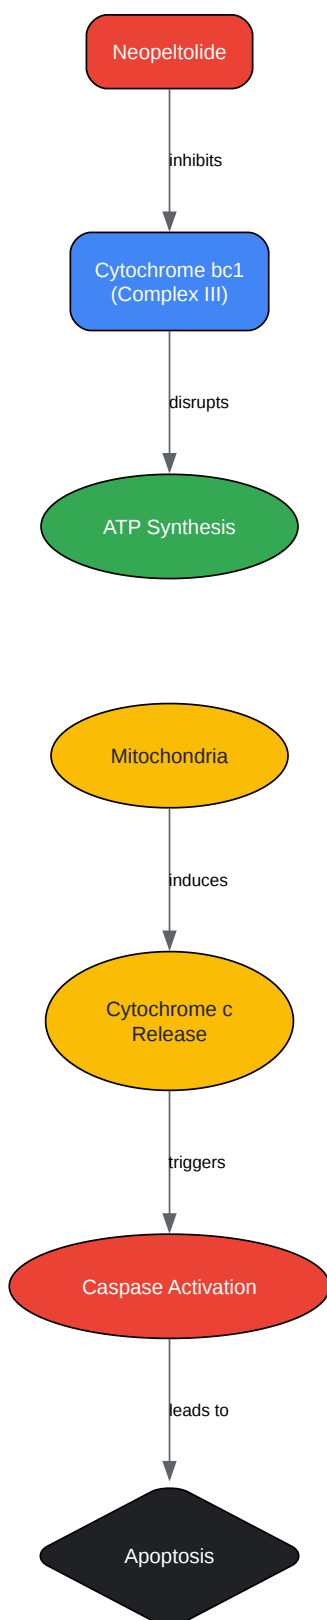 Neopeltolide
inhibits
Cytochrome bc1
(Complex III)
disrupts
ATP Synthesis
Mitochondria
induces
Cytochrome c
Release
triggers
Caspase Activation
leads to
Apoptosis